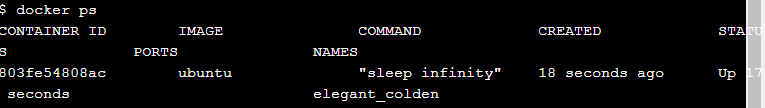 $ docker ps
CONTAINER ID IMAGE COMMAND CREATED STATU
S PORTS NAMES
803fe54808ac ubuntu "sleep infinity" 18 seconds ago Up 17
seconds elegant_colden